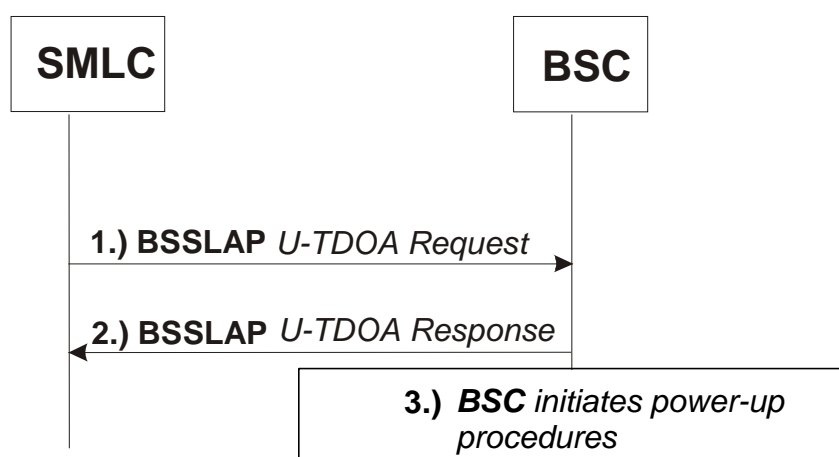 SMLC
BSC
1.) BSSLAP U-TDOA Request
2.) BSSLAP U-TDOA Response
3.) BSC initiates power-up
procedures